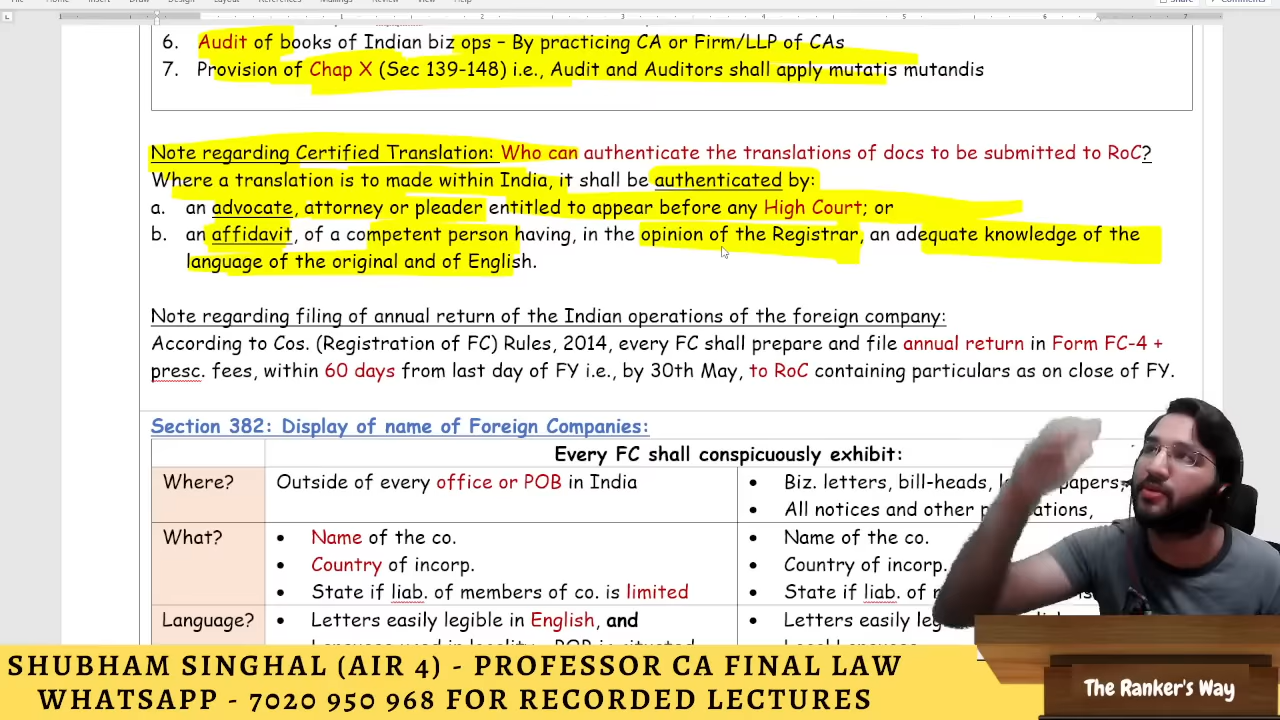 6. Audit of books of Indian biz ops – By practicing CA or Firm/LLP of CAs
7. Provision of Chap X (Sec 139-148) i.e., Audit and Auditors shall apply mutatis mutandis
Note regarding Certified Translation: Who can authenticate the translations of docs to be submitted to RoC?
Where a translation is to made within India, it shall be authenticated by:
a. an advocate, attorney or pleader entitled to appear before any High Court; or
b. an affidavit, of a competent person having, in the opinion of the Registrar, an adequate knowledge of the
language of the original and of English.
Note regarding filing of annual return of the Indian operations of the foreign company:
According to Cos. (Registration of FC) Rules, 2014, every FC shall prepare and file annual return in Form FC-4 +
presc. fees, within 60 days from last day of FY i.e., by 30th May, to RoC containing particulars as on close of FY.
Section 382: Display of name of Foreign Companies:
Every FC shall conspicuously exhibit:
Where?
Outside of every office or POB in India
• Biz. letters, bill-heads,
• All notices and other
What?
• Name of the co.
• Country of incorp.
• State if liab. of members of co. is limited
• Name of the co.
• Country of incorp.
• State if liab. of
Language?
• Letters easily legible in English, and
• Letters easily
SHUBHAM SINGHAL (AIR 4) - PROFESSOR CA FINAL LAW
WHATSAPP - 7020 950 968 FOR RECORDED LECTURES
The Ranker's Way